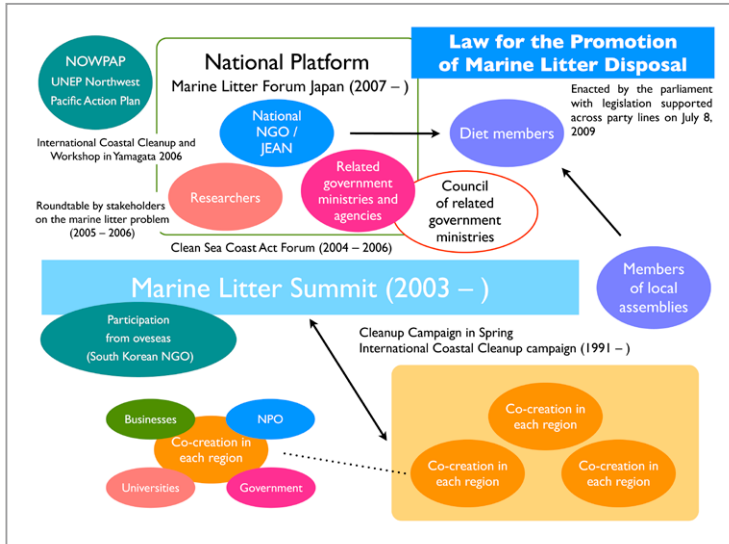 NOWPAP
UNEP Northwest
Pacific Action Plan
National Platform
Marine Litter Forum Japan (2007 – )
Law for the Promotion
of Marine Litter Disposal
Enacted by the parliament
with legislation supported
across party lines on July 8,
2009
National
NGO /
JEAN
Diet members
International Coastal Cleanup and
Workshop in Yamagata 2006
Researchers
Related
government
ministries and
agencies
Council
of related
government
ministries
Roundtable by stakeholders
on the marine litter problem
(2005 – 2006)
Clean Sea Coast Act Forum (2004 – 2006)
Marine Litter Summit (2003 – )
Members
of local
assemblies
Participation
from oveseas
(South Korean NGO)
Cleanup Campaign in Spring
International Coastal Cleanup campaign (1991 – )
Businesses
NPO
Co-creation in
each region
Universities
Government
Co-creation in
each region
Co-creation in
each region
Co-creation in
each region